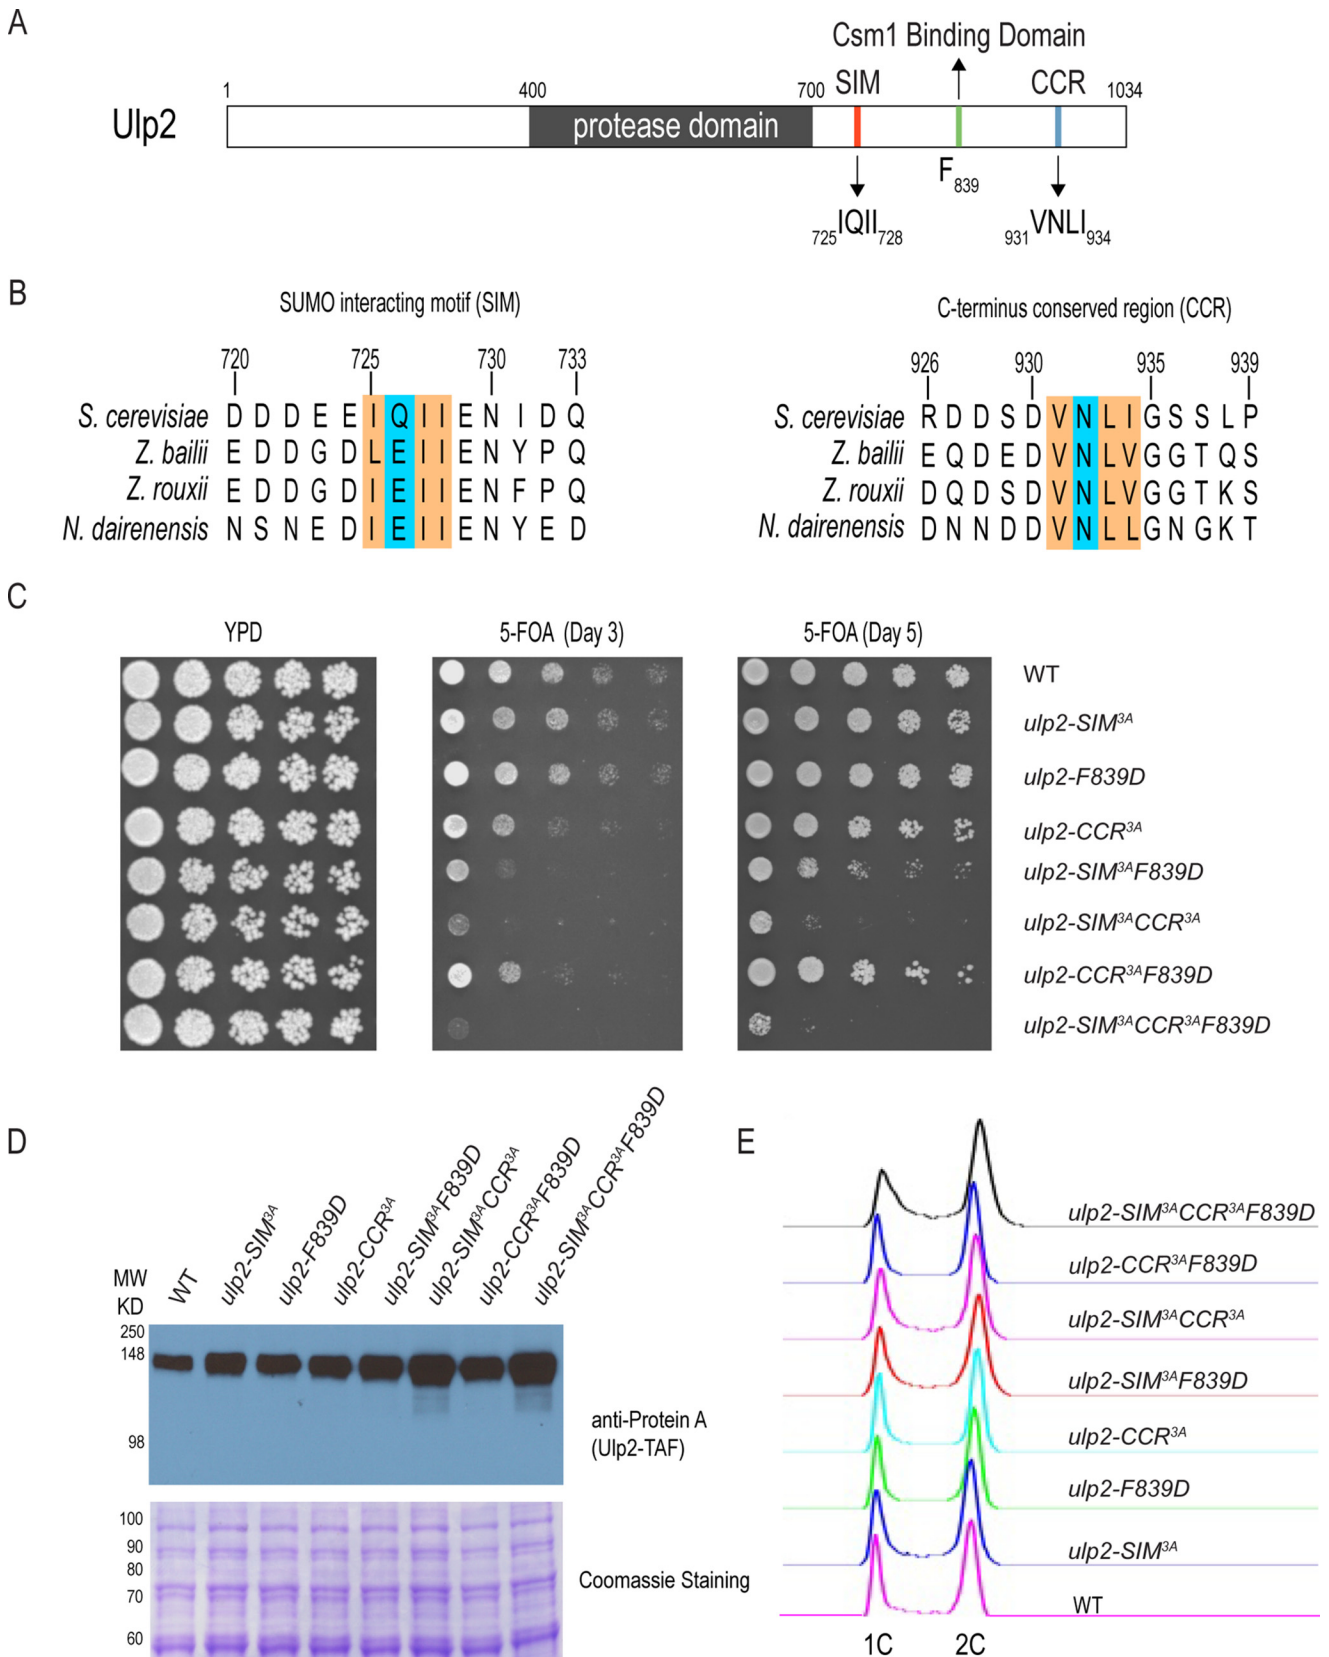 A
Csm1 Binding Domain
1 400 700 SIM CCR 1034
Ulp2
protease domain
F839
725IQII728
931VNLI934
B
SUMO interacting motif (SIM)
720 725 730 733
S. cerevisiae D D D E E I Q I I E N I D Q
Z. bailii E D D G D L E I I E N Y P Q
Z. rouxii E D D G D I E I I E N F P Q
N. dairenensis N S N E D I E I I E N Y E D
C-terminus conserved region (CCR)
926 930 935 939
S. cerevisiae R D D S D V N L I G S S L P
Z. bailii E Q D E D V N L V G G T Q S
Z. rouxii D Q D S D V N L V G G T K S
N. dairenensis D N N D D V N L L G N G K T
C
YPD 5-FOA (Day 3) 5-FOA (Day 5)
WT
ulp2-SIM3A
ulp2-F839D
ulp2-CCR3A
ulp2-SIM3AF839D
ulp2-SIM3ACCR3A
ulp2-CCR3AF839D
ulp2-SIM3ACCR3AF839D
D
MW
KD
WT
ulp2-SIM3A
ulp2-F839D
ulp2-CCR3A
ulp2-SIM3AF839D
ulp2-SIM3ACCR3A
ulp2-CCR3AF839D
ulp2-SIM3ACCR3AF839D
250
148
98
anti-Protein A
(Ulp2-TAF)
100
90
80
70
60
Coomassie Staining
E
ulp2-SIM3ACCR3AF839D
ulp2-CCR3AF839D
ulp2-SIM3ACCR3A
ulp2-SIM3AF839D
ulp2-CCR3A
ulp2-F839D
ulp2-SIM3A
WT
1C 2C